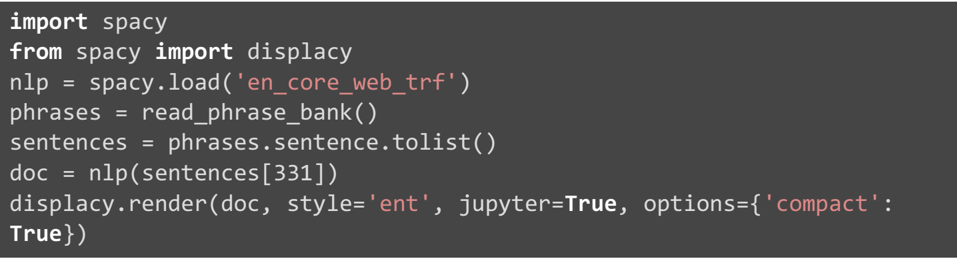 import spacy
from spacy import displacy
nlp = spacy.load('en_core_web_trf')
phrases = read_phrase_bank()
sentences = phrases.sentence.tolist()
doc = nlp(sentences[331])
displacy.render(doc, style='ent', jupyter=True, options={'compact':
True})